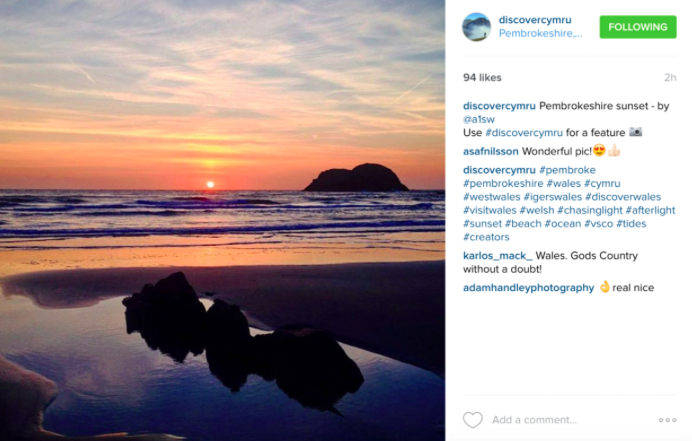 discovercymru
Pembrokeshire,...
FOLLOWING
94 likes
2h
discovercymru Pembrokeshire sunset - by
@a1sw
Use #discovercymru for a feature 📷
asafnilsson Wonderful pic!😍👍🏻
discovercymru #pembroke
#pembrokeshire #wales #cymru
#westwales #igerswales #discoverwales
#visitwales #welsh #chasinglight #afterlight
#sunset #beach #ocean #vsco #tides
#creators
karlos_mack_ Wales. Gods Country
without a doubt!
adamhandleyphotography 👌real nice
Add a comment...